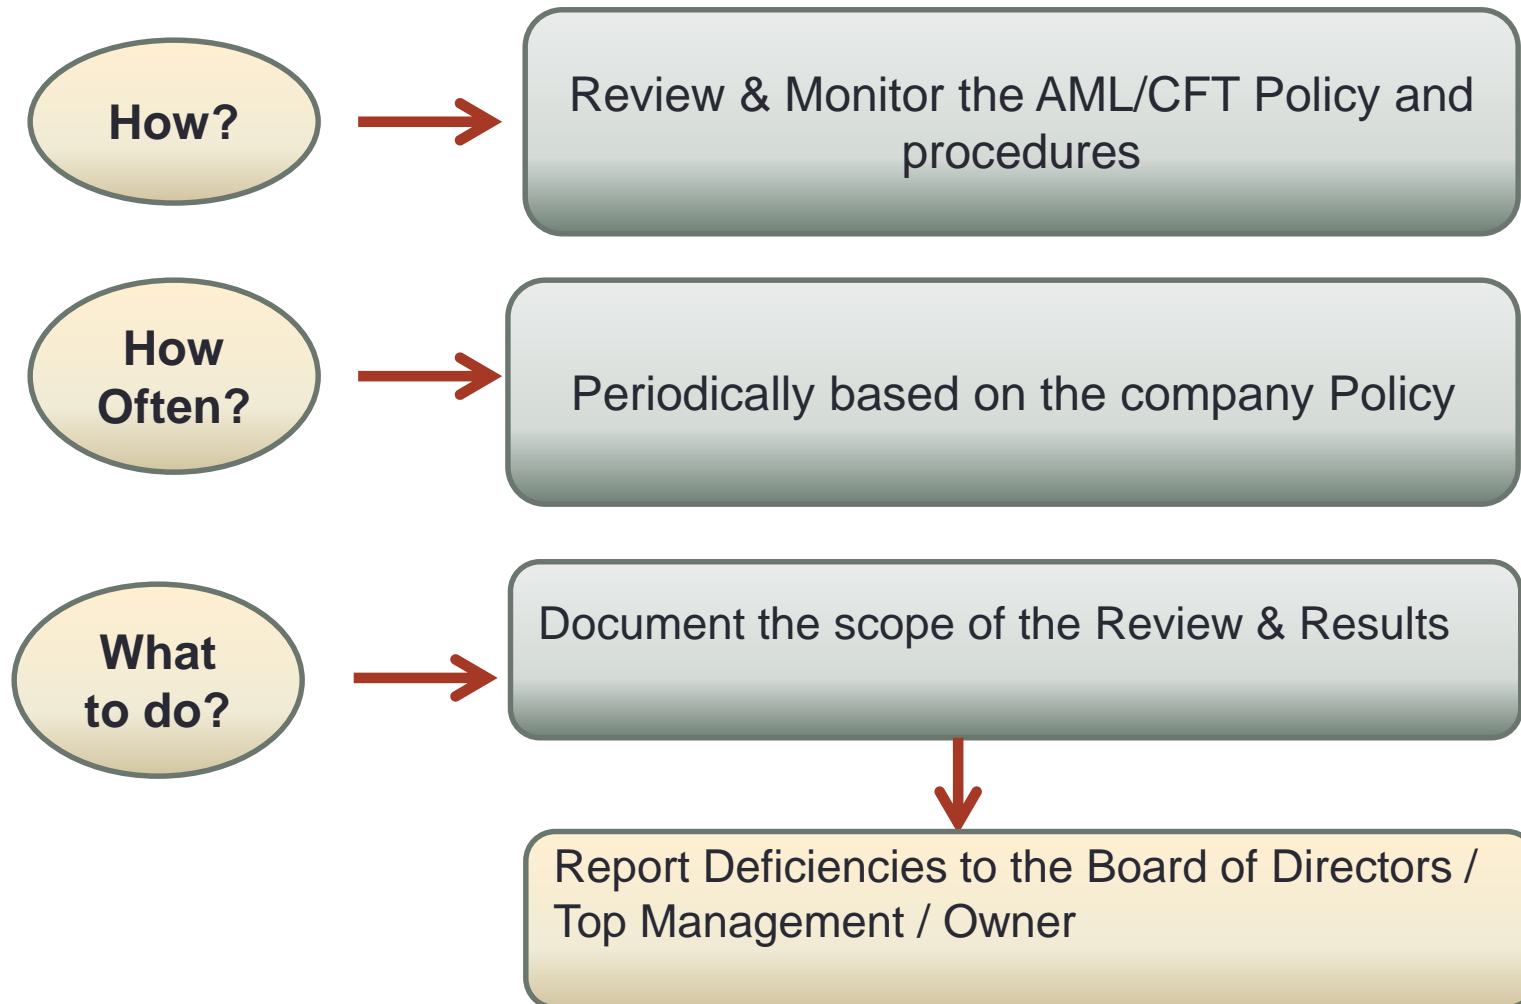 How?
Review & Monitor the AML/CFT Policy and
procedures
How
Often?
Periodically based on the company Policy
What
to do?
Document the scope of the Review & Results
Report Deficiencies to the Board of Directors /
Top Management / Owner